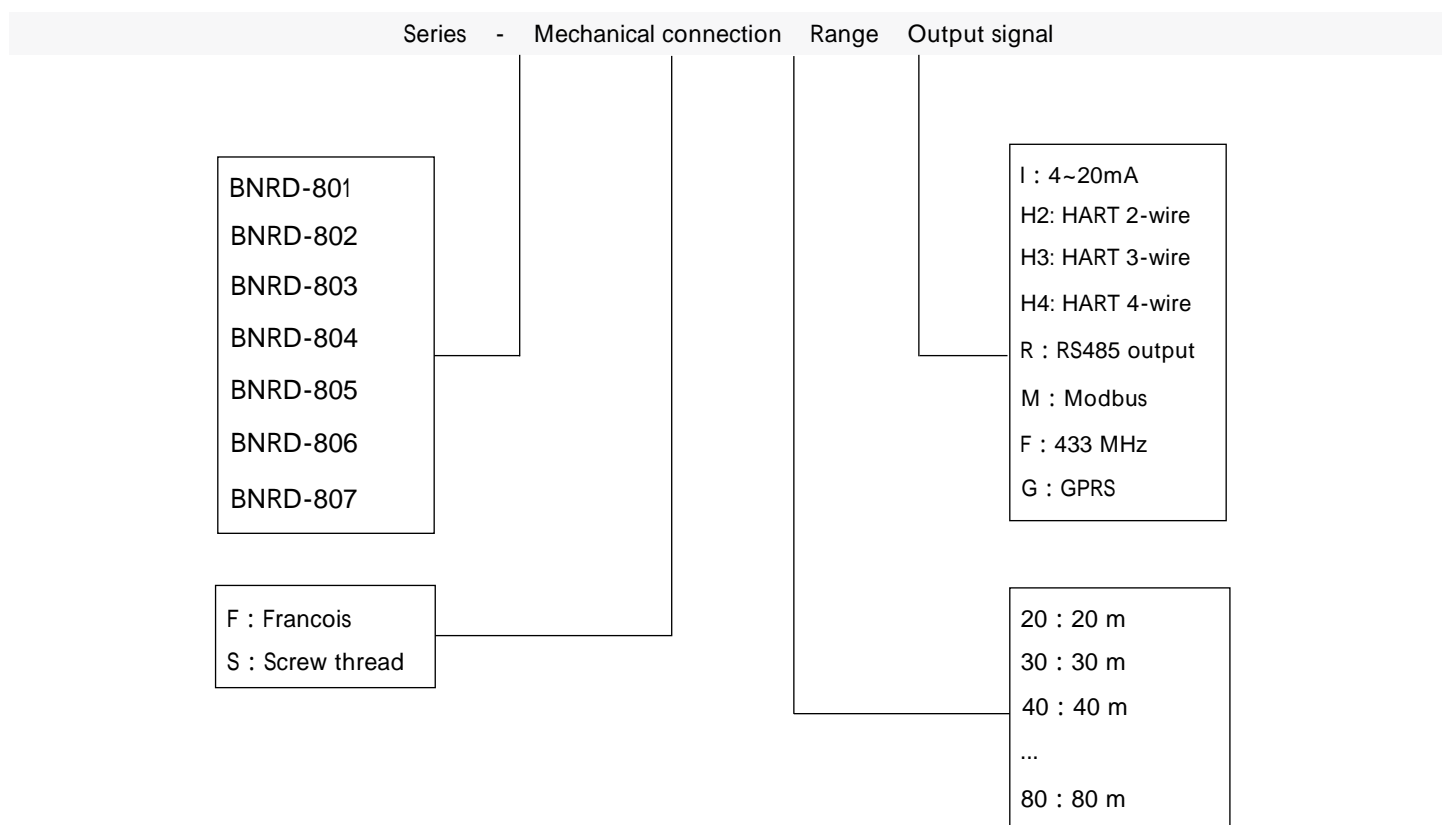 Series - Mechanical connection Range Output signal
BNRD-801
BNRD-802
BNRD-803
BNRD-804
BNRD-805
BNRD-806
BNRD-807
F : Francois
S : Screw thread
I : 4~20mA
H2: HART 2-wire
H3: HART 3-wire
H4: HART 4-wire
R : RS485 output
M : Modbus
F : 433 MHz
G : GPRS
20 : 20 m
30 : 30 m
40 : 40 m
...
80 : 80 m